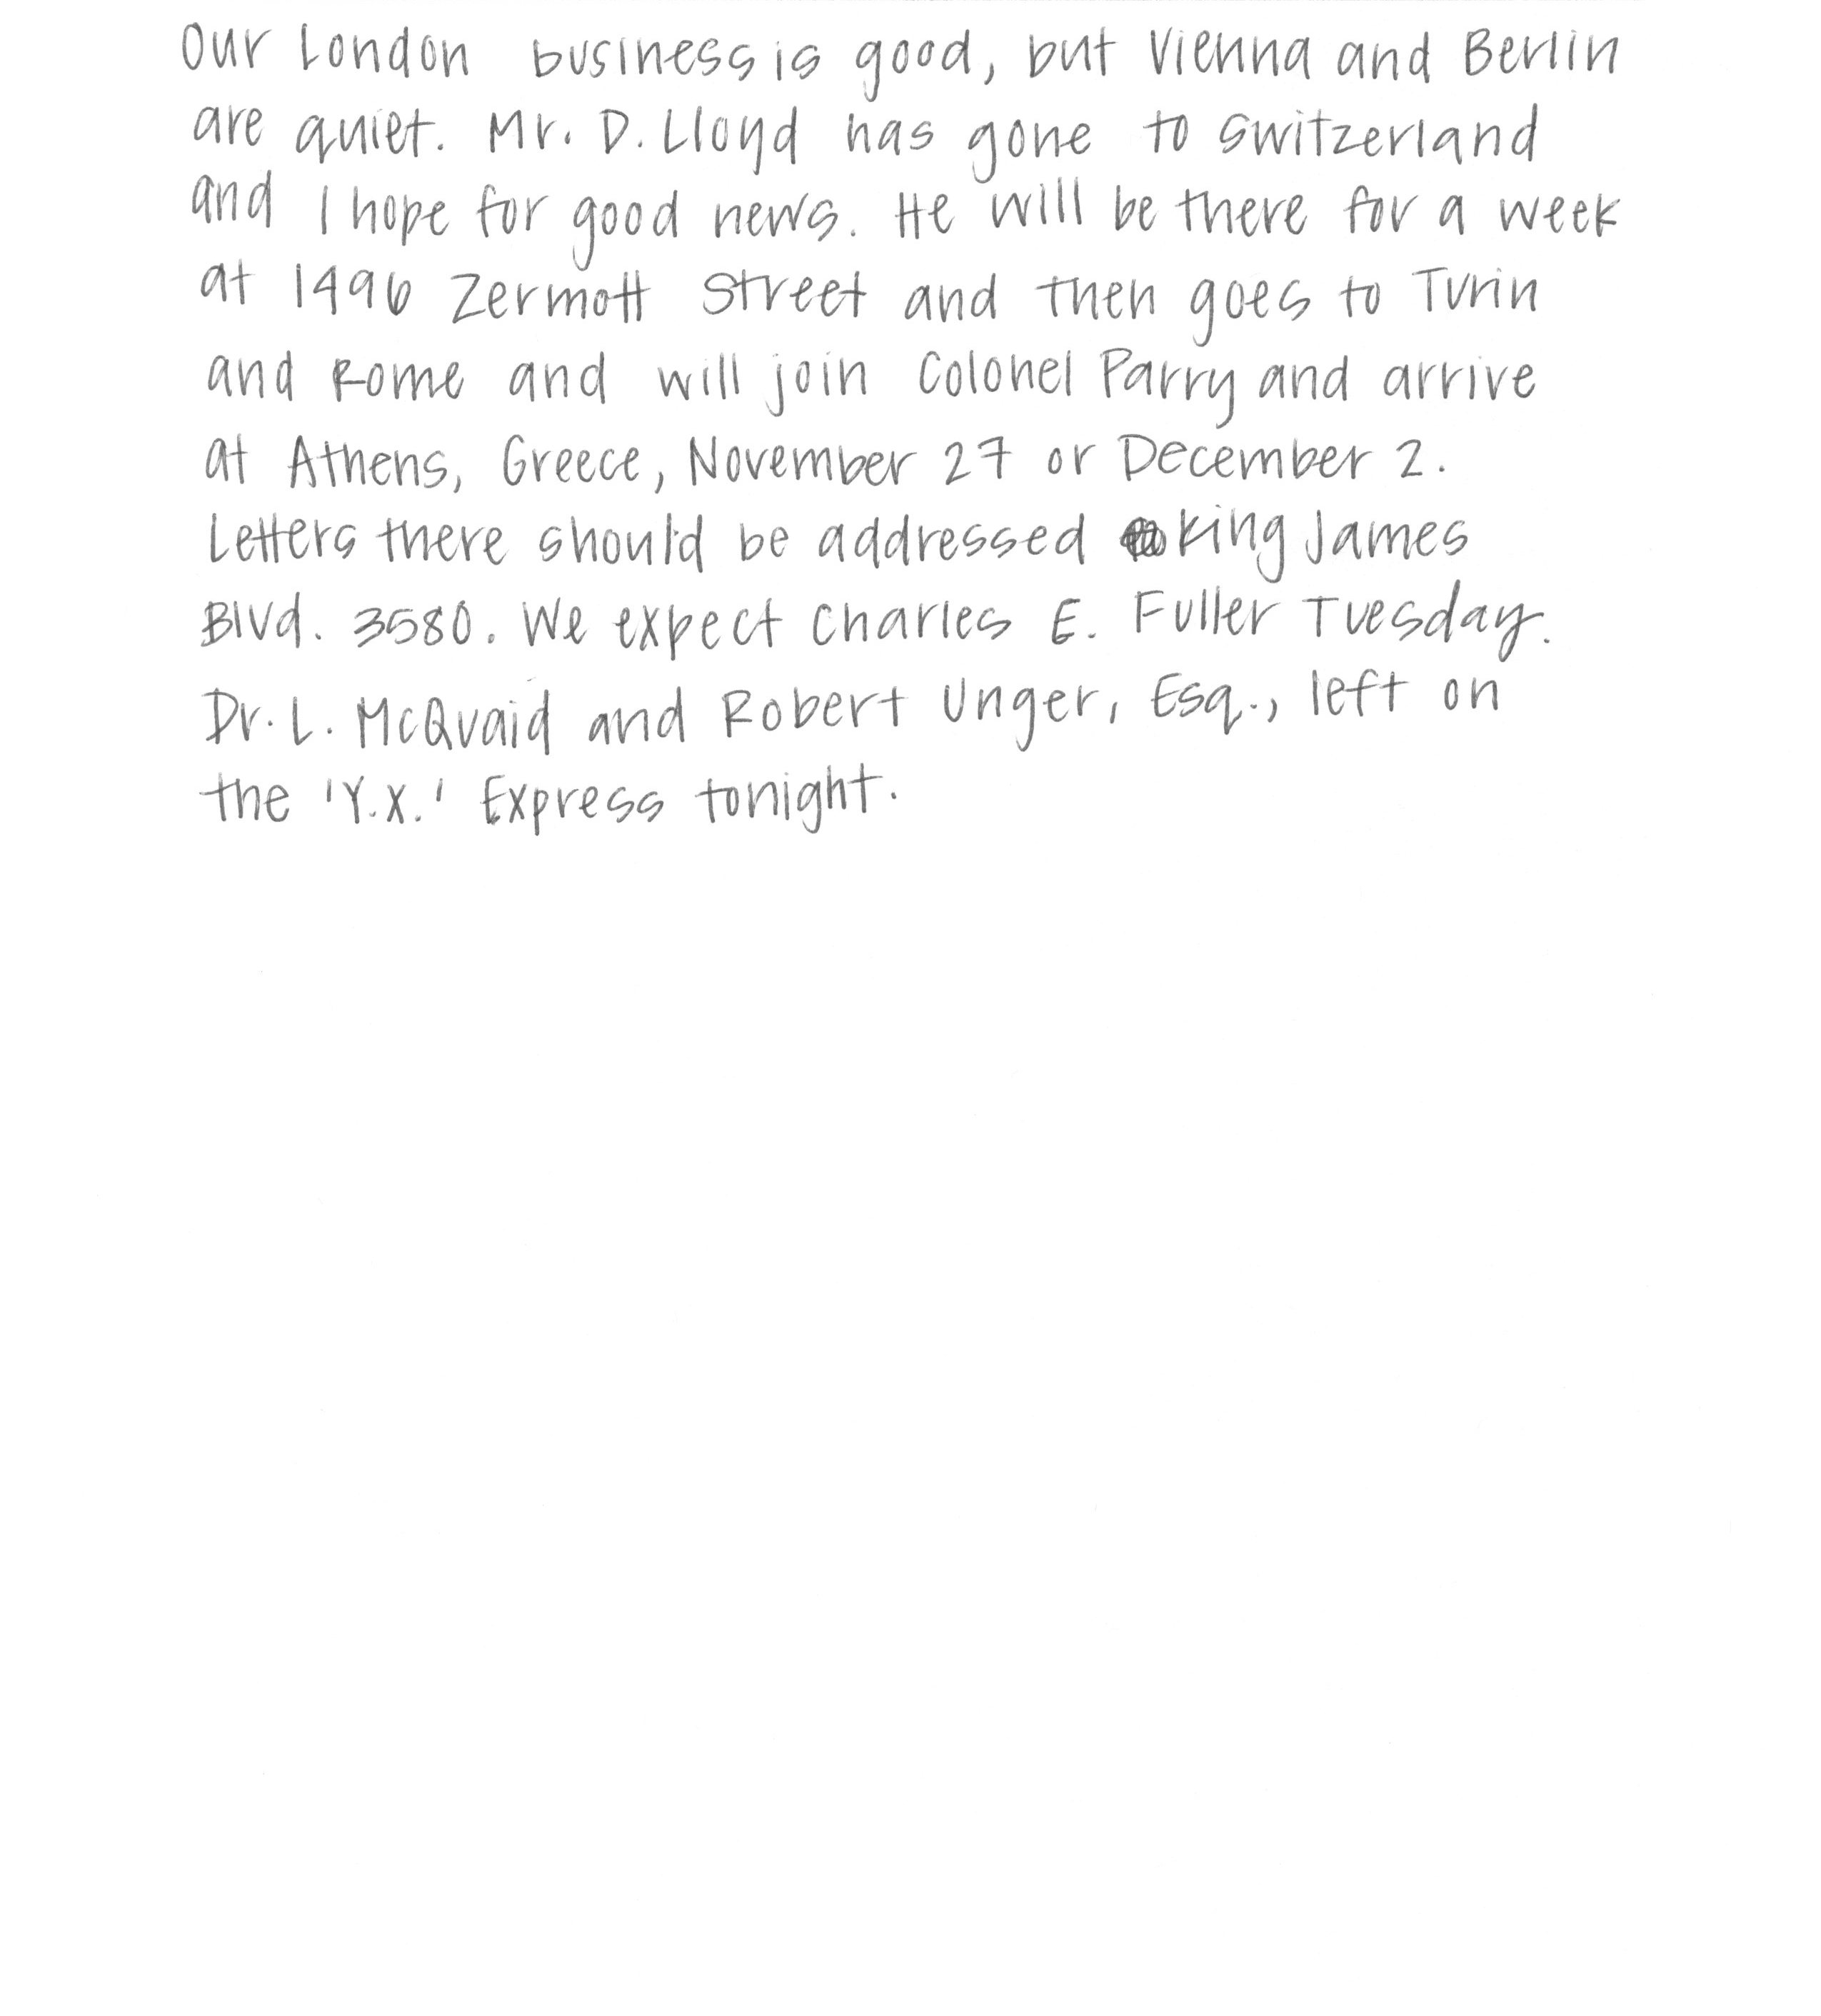 Our London business is good, but Vienna and Berlin
are quiet. Mr. D. Lloyd has gone to Switzerland
and I hope for good news. He will be there for a week
at 1496 Zermott Street and then goes to Turin
and Rome and will join Colonel Parry and arrive
at Athens, Greece, November 27 or December 2.
Letters there should be addressed King James
Blvd. 3580. We expect Charles E. Fuller Tuesday.
Dr. L. McQuaid and Robert Unger, Esq., left on
the 'Y.X.' Express tonight.